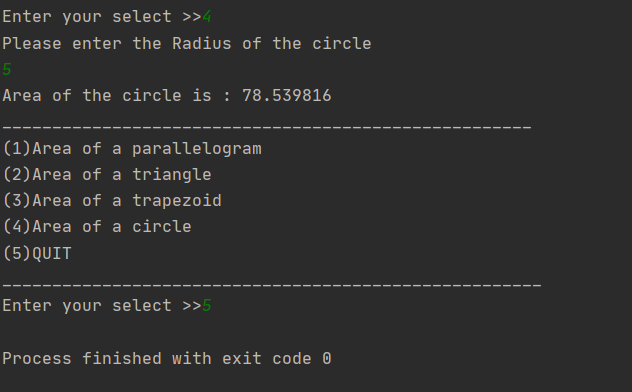 Enter your select >>4
Please enter the Radius of the circle
5
Area of the circle is : 78.539816
_____________________________________________________
(1)Area of a parallelogram
(2)Area of a triangle
(3)Area of a trapezoid
(4)Area of a circle
(5)QUIT
______________________________________________________
Enter your select >>5
Process finished with exit code 0